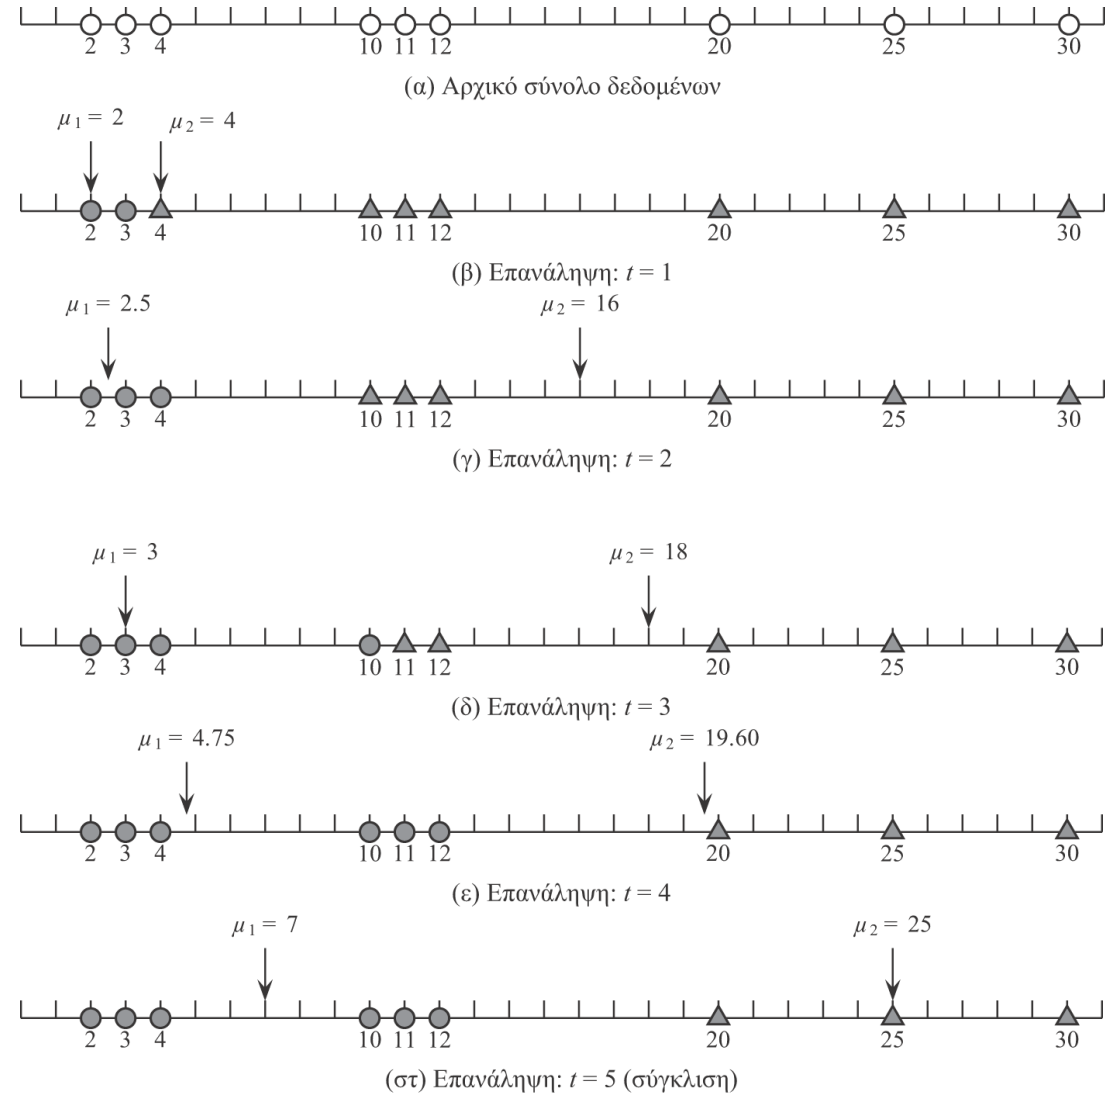 2 3 4 10 11 12 20 25 30
(α) Αρχικό σύνολο δεδομένων
μ1 = 2 μ2 = 4
2 3 4 10 11 12 20 25 30
(β) Επανάληψη: t = 1
μ1 = 2.5 μ2 = 16
2 3 4 10 11 12 20 25 30
(γ) Επανάληψη: t = 2
μ1 = 3 μ2 = 18
2 3 4 10 11 12 20 25 30
(δ) Επανάληψη: t = 3
μ1 = 4.75 μ2 = 19.60
2 3 4 10 11 12 20 25 30
(ε) Επανάληψη: t = 4
μ1 = 7 μ2 = 25
2 3 4 10 11 12 20 25 30
(στ) Επανάληψη: t = 5 (σύγκλιση)